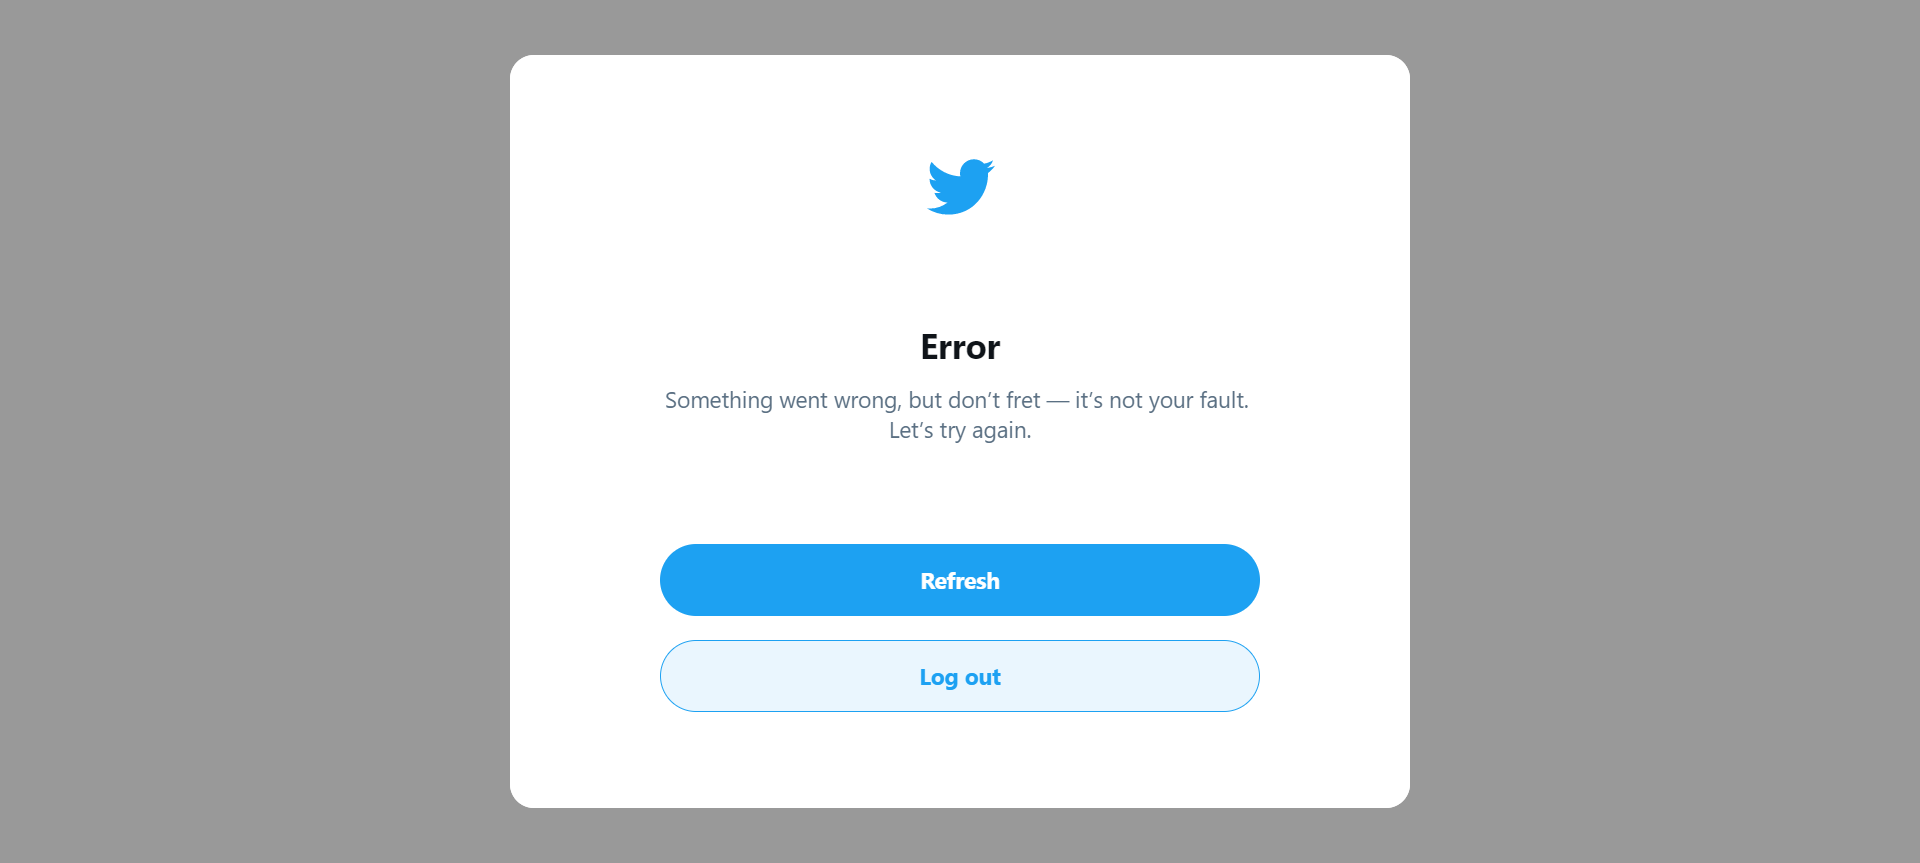 Error
Something went wrong, but don’t fret — it’s not your fault.
Let’s try again.
Refresh
Log out